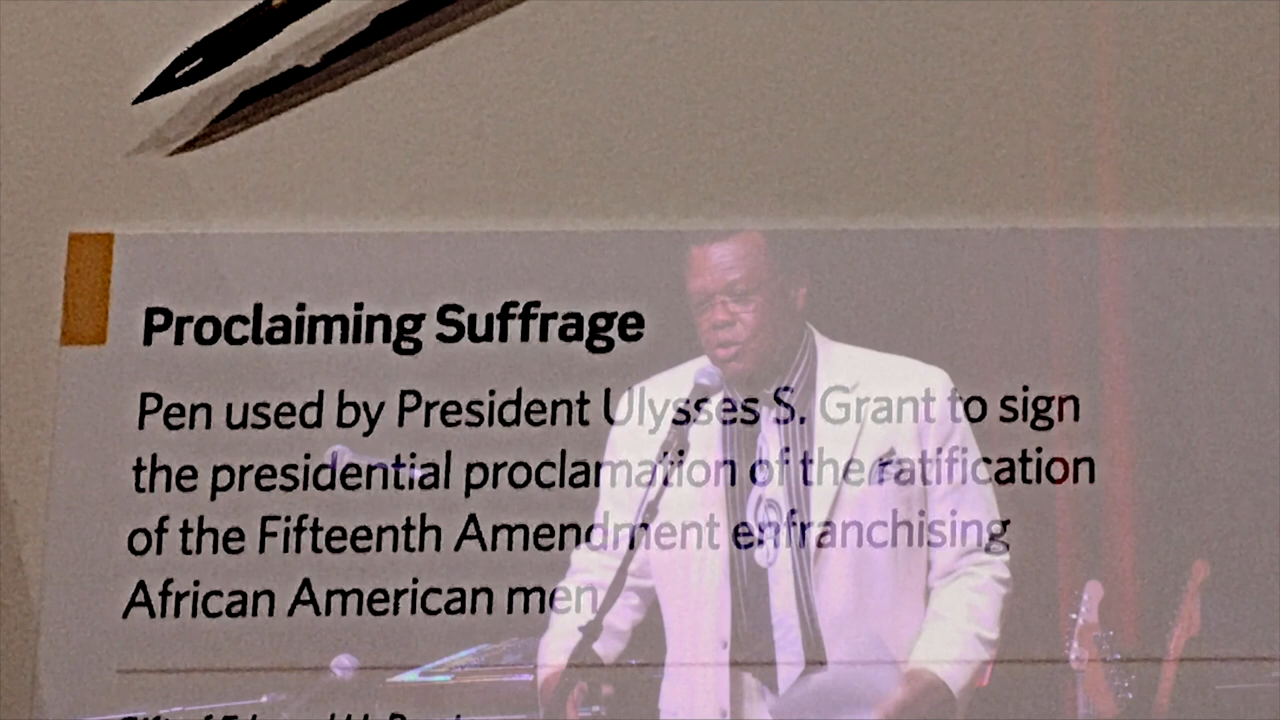 Proclaiming Suffrage
Pen used by President Ulysses S. Grant to sign
the presidential proclamation of the ratification
of the Fifteenth Amendment enfranchising
African American men